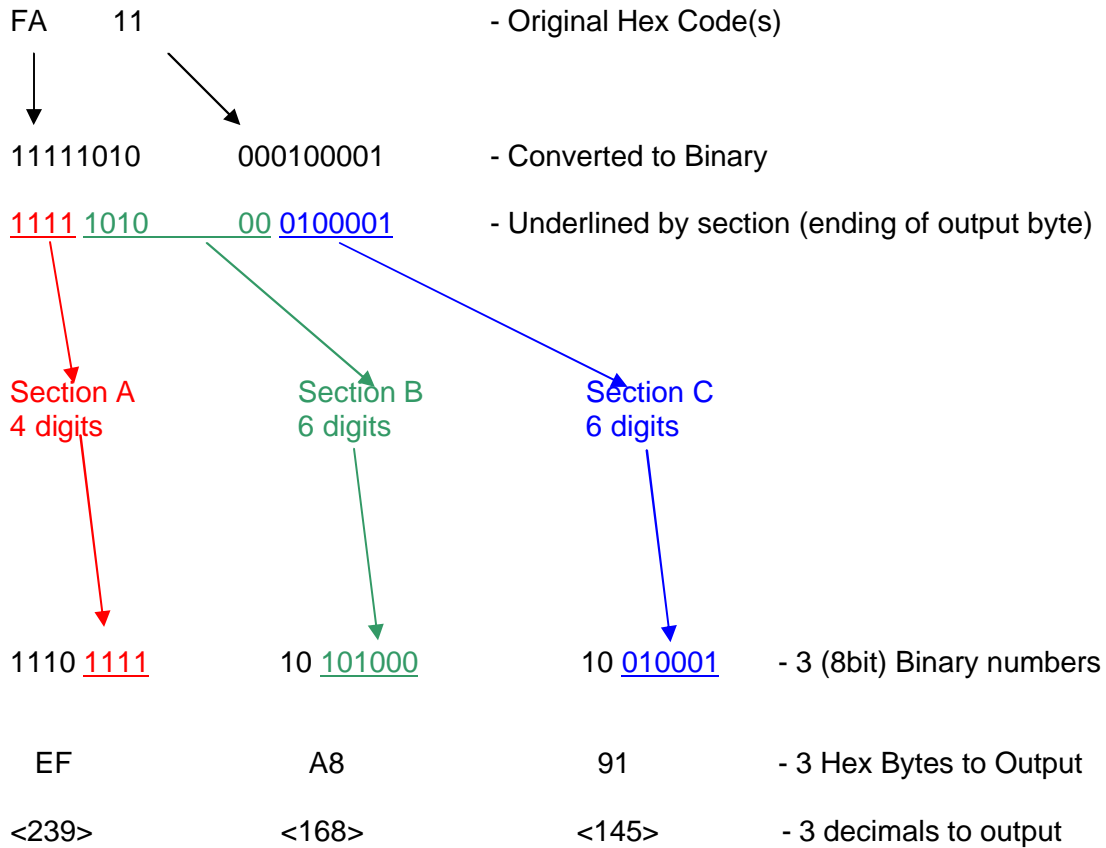 FA 11 - Original Hex Code(s)
11111010 000100001 - Converted to Binary
1111 1010 00 0100001 - Underlined by section (ending of output byte)
Section A Section B Section C
4 digits 6 digits 6 digits
1110 1111 10 101000 10 010001 - 3 (8bit) Binary numbers
EF A8 91 - 3 Hex Bytes to Output
<239> <168> <145> - 3 decimals to output